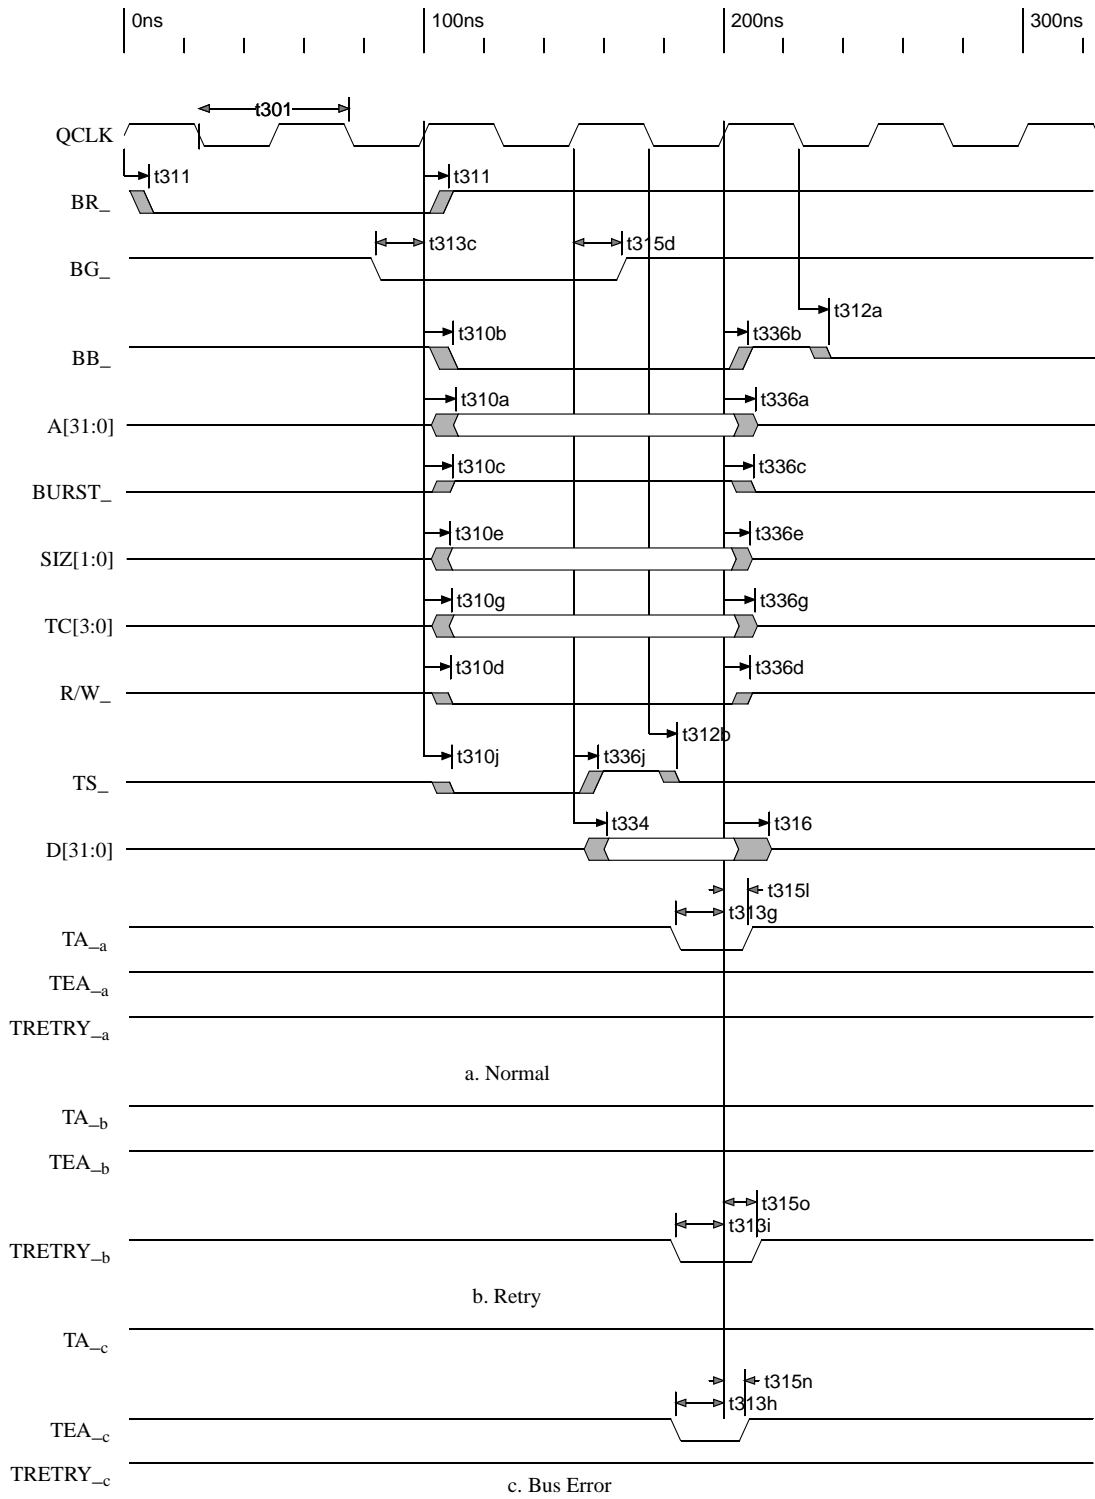 0ns 100ns 200ns 300ns
t301
QCLK
t311 t311
BR_
t313c t315d
BG_
t312a
t310b t336b
BB_
t310a t336a
A[31:0]
t310c t336c
BURST_
t310e t336e
SIZ[1:0]
t310g t336g
TC[3:0]
t310d t336d
R/W_
t312b
t310j t336j
TS_
t334 t316
D[31:0]
t315l
t313g
TA_a
TEA_a
TRETRY_a
a. Normal
TA_b
TEA_b
t315o
t313i
TRETRY_b
b. Retry
TA_c
t315n
t313h
TEA_c
TRETRY_c
c. Bus Error